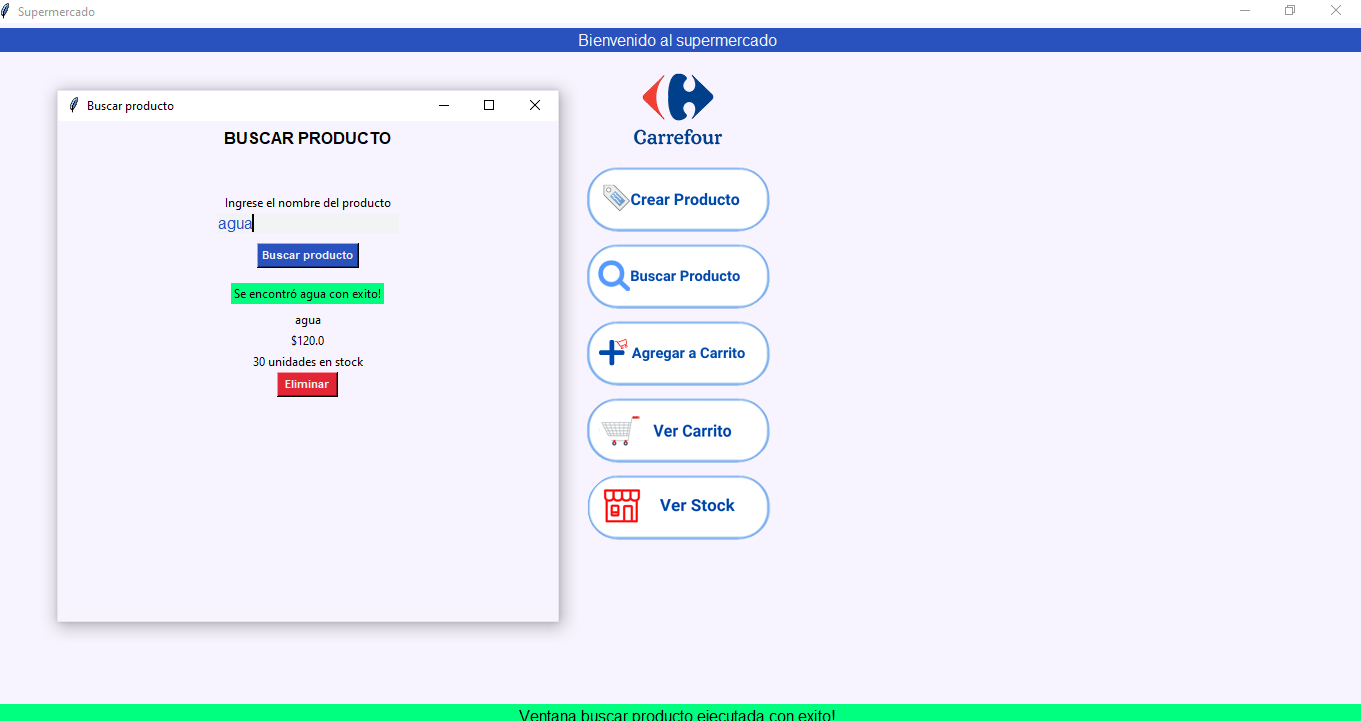 Supermercado
Bienvenido al supermercado
Buscar producto
BUSCAR PRODUCTO
Ingrese el nombre del producto
agua
Buscar producto
Se encontró agua con exito!
agua
$120.0
30 unidades en stock
Eliminar
Carrefour
Crear Producto
Buscar Producto
Agregar a Carrito
Ver Carrito
Ver Stock
Ventana buscar producto ejecutada con exito!